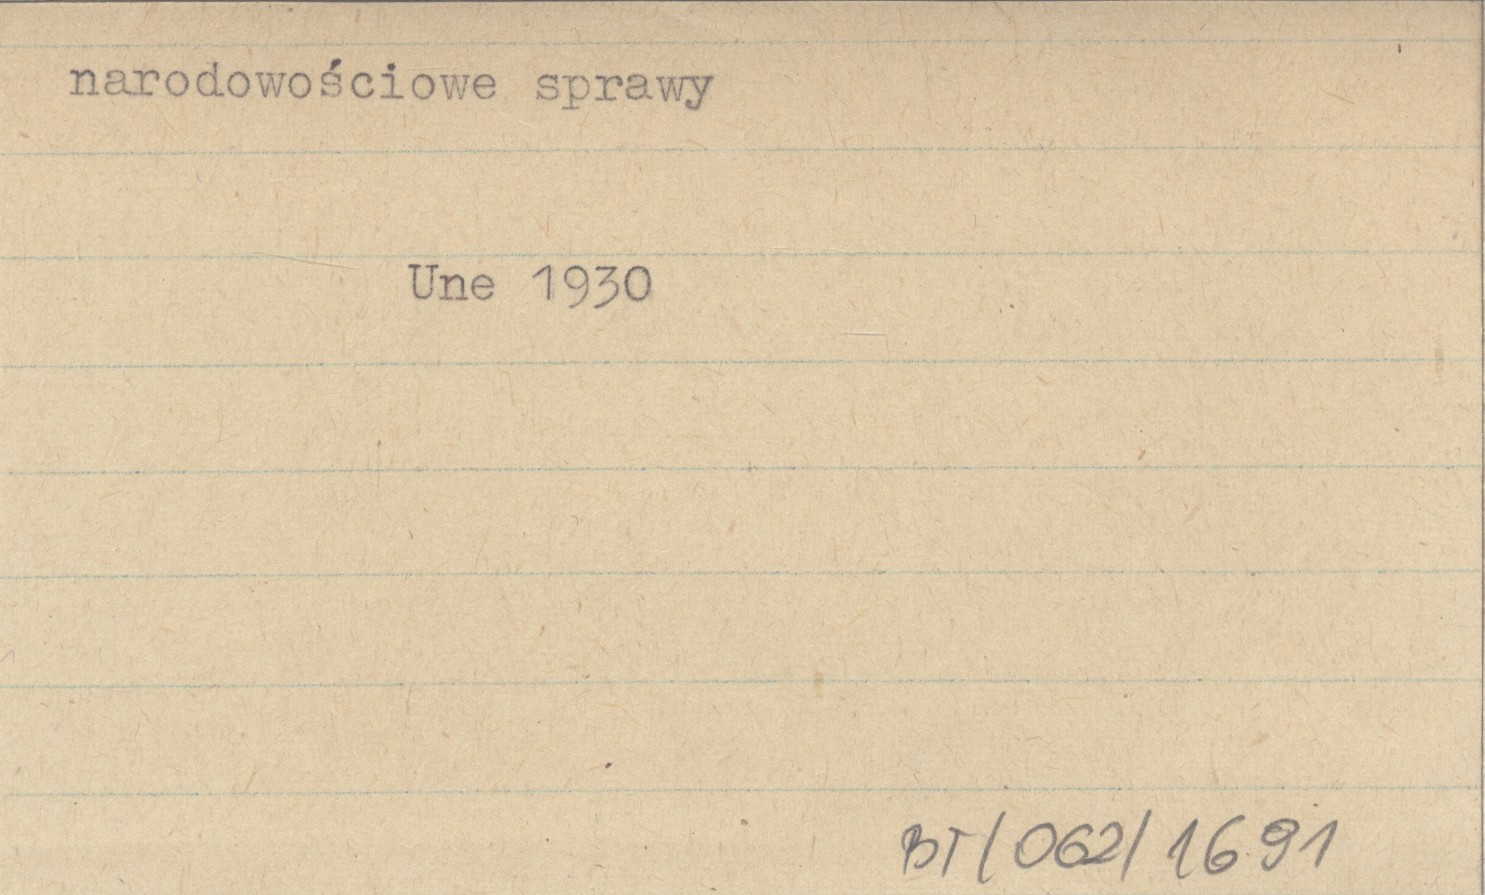 narodowościowe sprawy
Une 1930
BT/062/1691